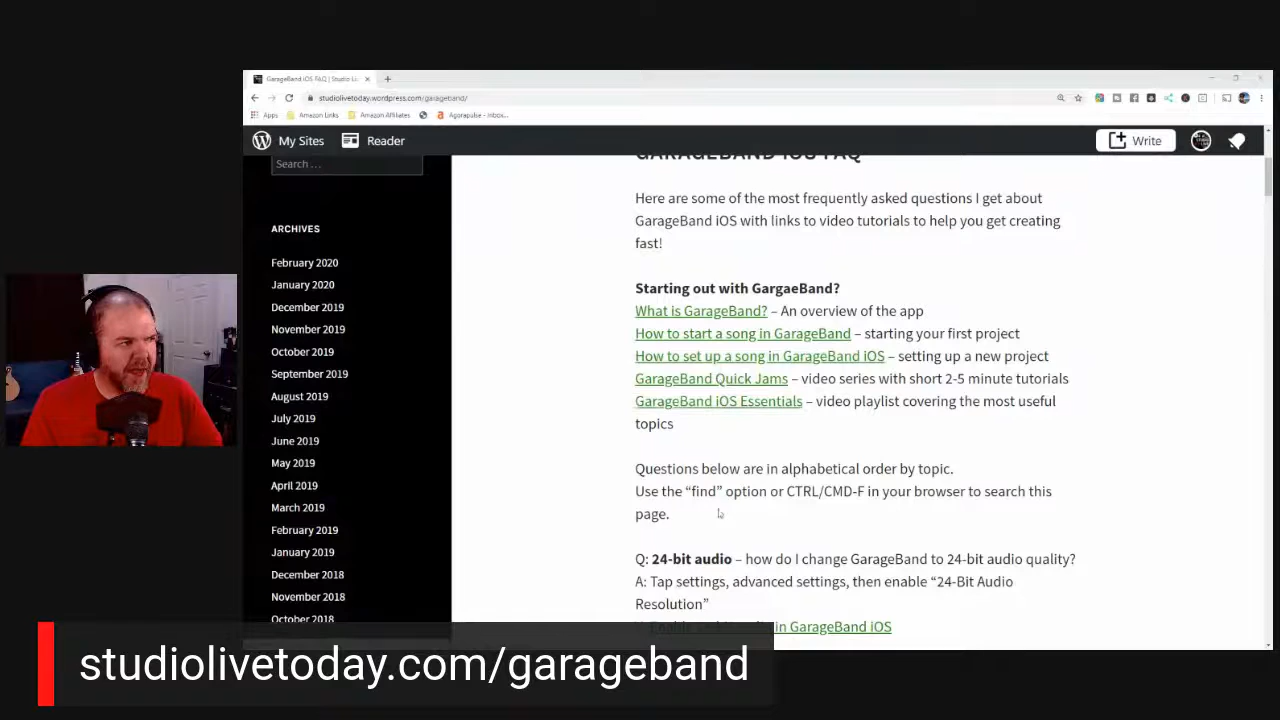 GarageBand iOS FAQ | Studio Li...
studiolivetoday.wordpress.com/garageband/
Apps
Amazon Links
Amazon Affiliates
Agorapulse - Inbox...
My Sites
Reader
Write
GARAGEBAND iOS FAQ
Search …
ARCHIVES
February 2020
January 2020
December 2019
November 2019
October 2019
September 2019
August 2019
July 2019
June 2019
May 2019
April 2019
March 2019
February 2019
January 2019
December 2018
November 2018
October 2018
Here are some of the most frequently asked questions I get about
GarageBand iOS with links to video tutorials to help you get creating
fast!
Starting out with GargaeBand?
What is GarageBand? – An overview of the app
How to start a song in GarageBand – starting your first project
How to set up a song in GarageBand iOS – setting up a new project
GarageBand Quick Jams – video series with short 2-5 minute tutorials
GarageBand iOS Essentials – video playlist covering the most useful
topics
Questions below are in alphabetical order by topic.
Use the “find” option or CTRL/CMD-F in your browser to search this
page.
Q: 24-bit audio – how do I change GarageBand to 24-bit audio quality?
A: Tap settings, advanced settings, then enable “24-Bit Audio
Resolution”
in GarageBand iOS
studiolivetoday.com/garageband